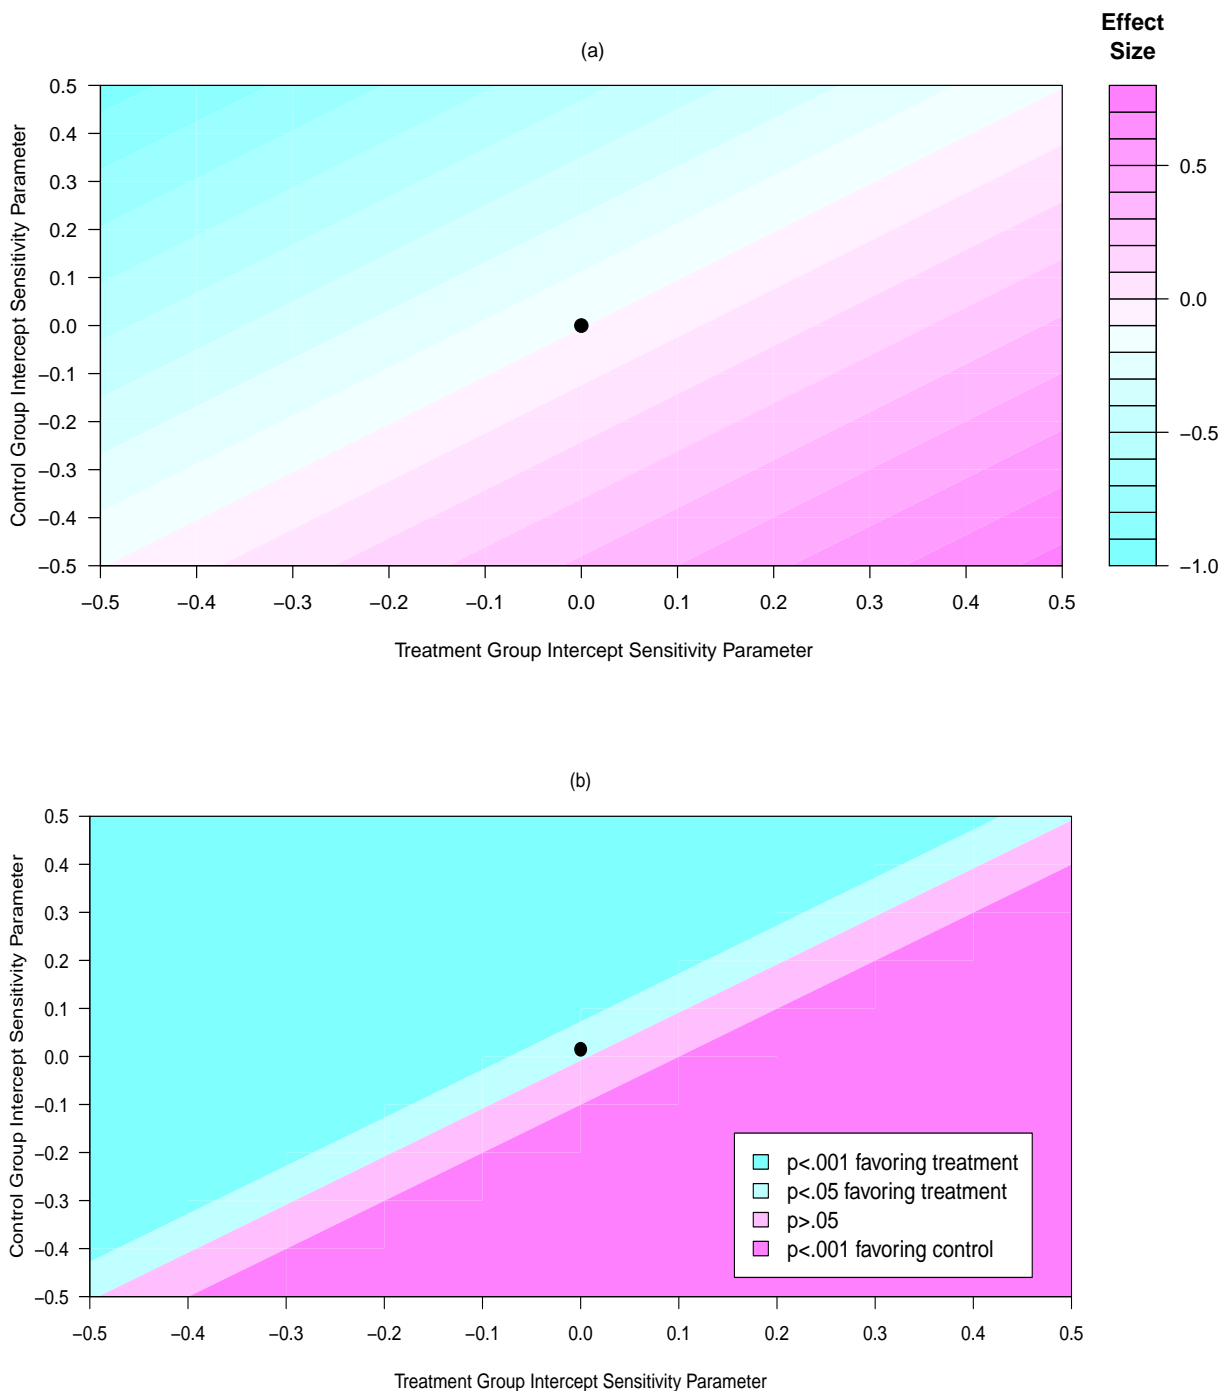 Effect
Size
(a)
0.5
0.4
0.3
0.2
0.1
0.0
−0.1
−0.2
−0.3
−0.4
−0.5
Control Group Intercept Sensitivity Parameter
−0.5 −0.4 −0.3 −0.2 −0.1 0.0 0.1 0.2 0.3 0.4 0.5
Treatment Group Intercept Sensitivity Parameter
0.5
0.0
−0.5
−1.0
(b)
0.5
0.4
0.3
0.2
0.1
0.0
−0.1
−0.2
−0.3
−0.4
−0.5
Control Group Intercept Sensitivity Parameter
p<.001 favoring treatment
p<.05 favoring treatment
p>.05
p<.001 favoring control
−0.5 −0.4 −0.3 −0.2 −0.1 0.0 0.1 0.2 0.3 0.4 0.5
Treatment Group Intercept Sensitivity Parameter